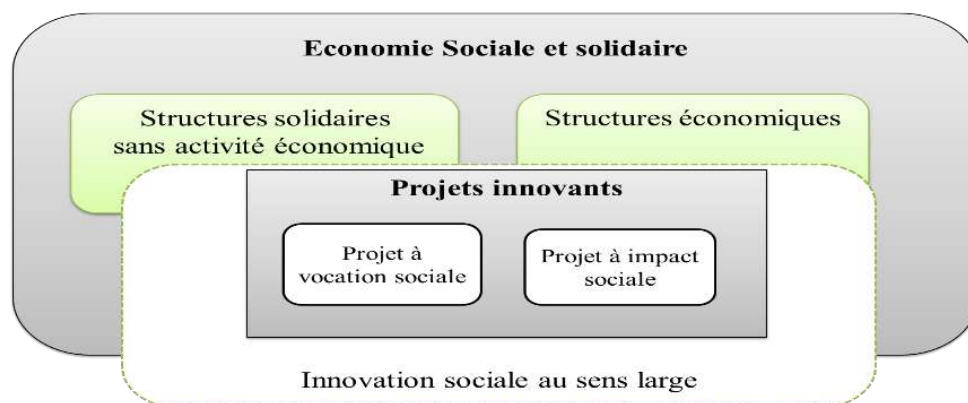 Economie Sociale et solidaire
Structures solidaires
sans activité économique
Structures économiques
Projets innovants
Projet à
vocation sociale
Projet à impact
sociale
Innovation sociale au sens large